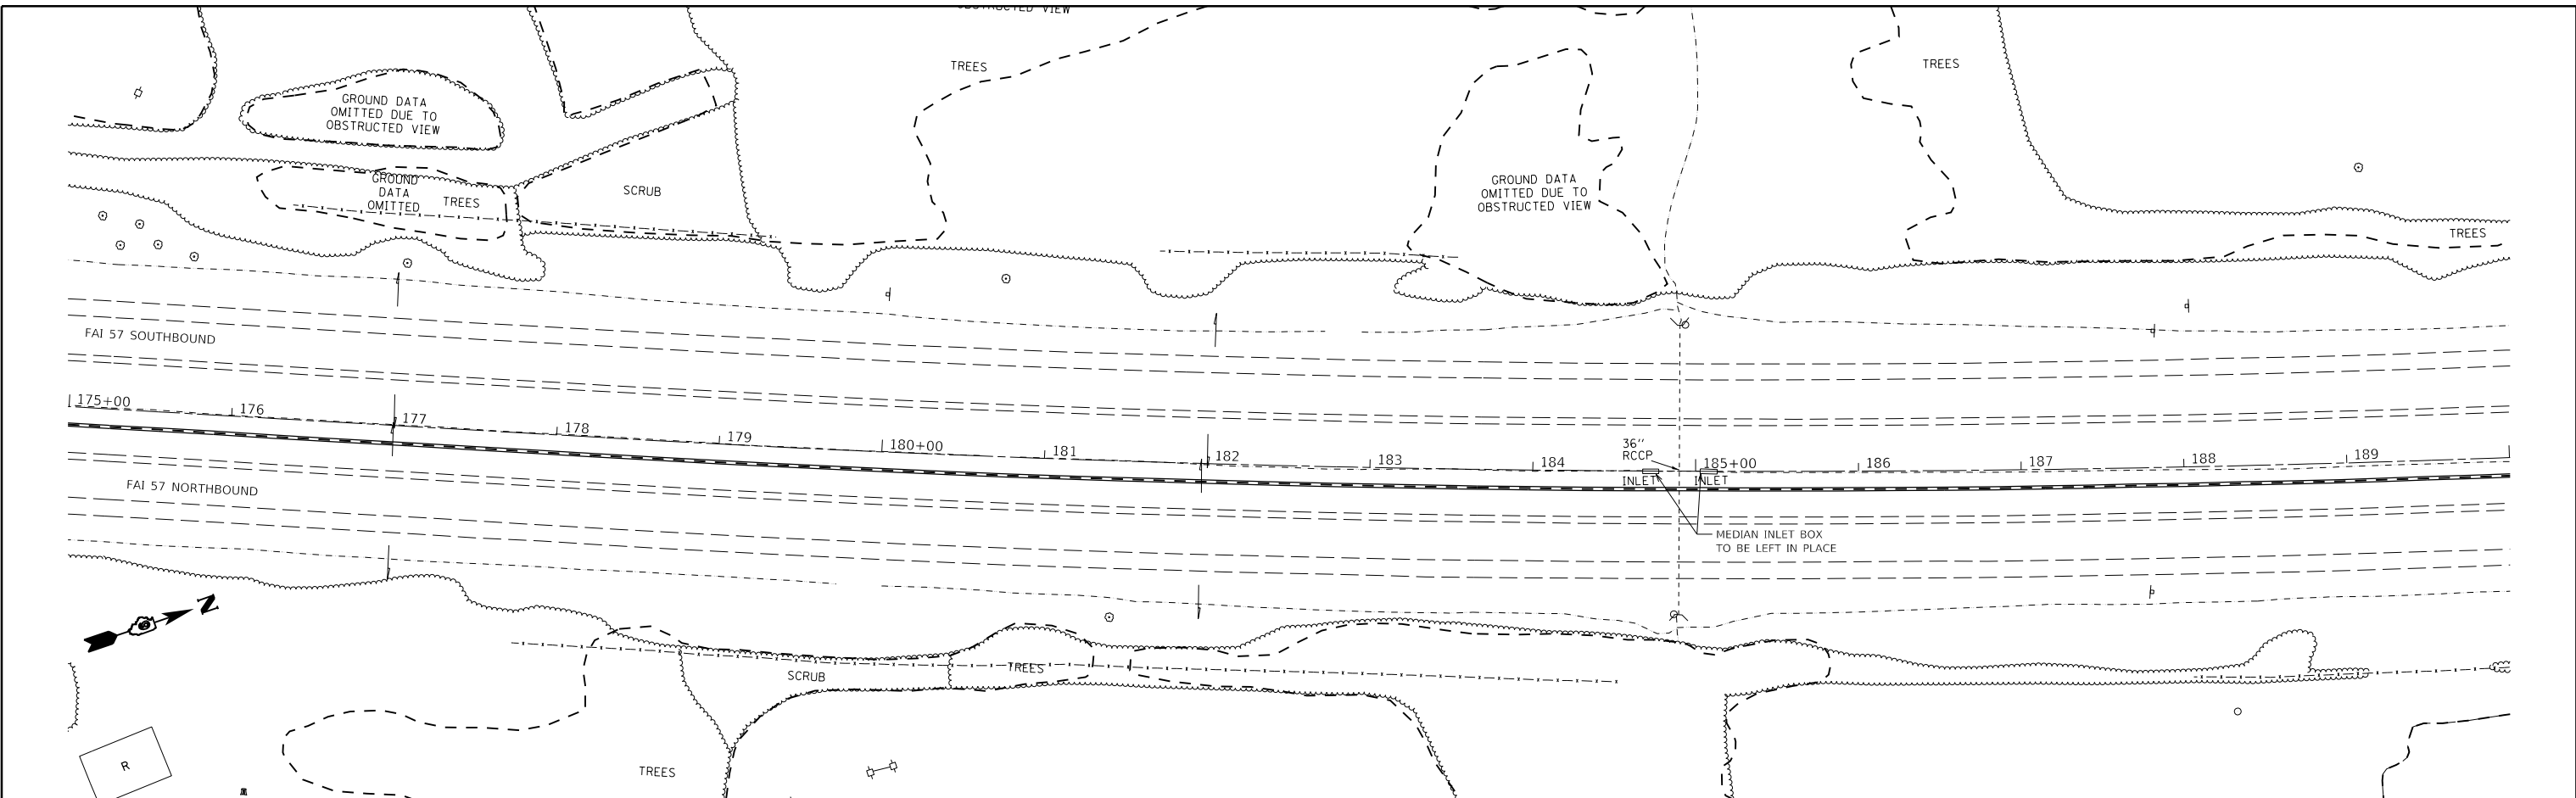 OBSTRUCTED VIEW
TREES
TREES
GROUND DATA
OMITTED DUE TO
OBSTRUCTED VIEW
GROUND
DATA
OMITTED
TREES
SCRUB
GROUND DATA
OMITTED DUE TO
OBSTRUCTED VIEW
TREES
FAI 57 SOUTHBOUND
175+00
176
177
178
179
180+00
181
182
183
184
185+00
186
187
188
189
36"
RCCP
INLET
INLET
FAI 57 NORTHBOUND
MEDIAN INLET BOX
TO BE LEFT IN PLACE
N
SCRUB
TREES
R
TREES